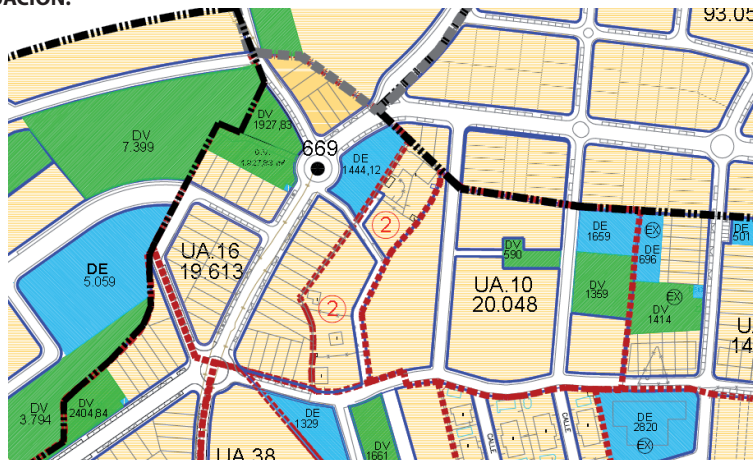 UACIÓN:
93.05
DV
1927,83
DV
7.399
669
DE
1444,12
2
DE
1659
EX
DE
696
DE
501
UA.16
19.613
DV
590
DE
5.059
UA.10
20.048
DV
1359
EX
DV
1414
2
U
14
DV
3.794
DV
2404,84
DE
1329
UA.38
DV
1661
CALLE
CALLE
DE
2820
EX